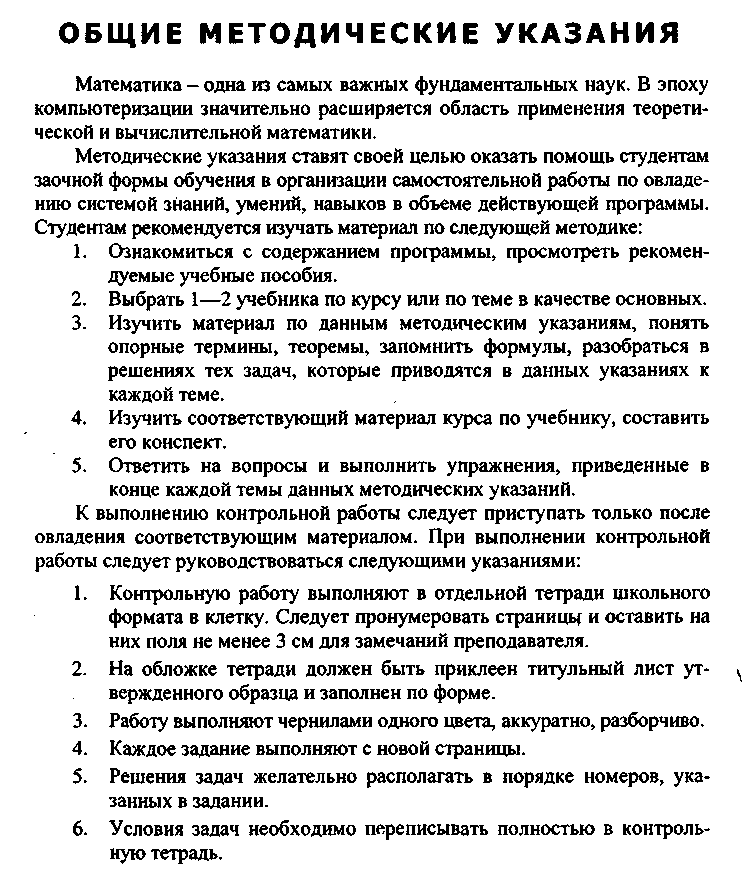 ОБЩИЕ МЕТОДИЧЕСКИЕ УКАЗАНИЯ
Математика – одна из самых важных фундаментальных наук. В эпоху
компьютеризации значительно расширяется область применения теорети-
ческой и вычислительной математики.
Методические указания ставят своей целью оказать помощь студентам
заочной формы обучения в организации самостоятельной работы по овладе-
нию системой знаний, умений, навыков в объеме действующей программы.
Студентам рекомендуется изучать материал по следующей методике:
1. Ознакомиться с содержанием программы, просмотреть рекомен-
дуемые учебные пособия.
2. Выбрать 1—2 учебника по курсу или по теме в качестве основных.
3. Изучить материал по данным методическим указаниям, понять
опорные термины, теоремы, запомнить формулы, разобраться в
решениях тех задач, которые приводятся в данных указаниях к
каждой теме.
4. Изучить соответствующий материал курса по учебнику, составить
его конспект.
5. Ответить на вопросы и выполнить упражнения, приведенные в
конце каждой темы данных методических указаний.
К выполнению контрольной работы следует приступать только после
овладения соответствующим материалом. При выполнении контрольной
работы следует руководствоваться следующими указаниями:
1. Контрольную работу выполняют в отдельной тетради школьного
формата в клетку. Следует пронумеровать страницы и оставить на
них поля не менее 3 см для замечаний преподавателя.
2. На обложке тетради должен быть приклеен титульный лист ут-
вержденного образца и заполнен по форме.
3. Работу выполняют чернилами одного цвета, аккуратно, разборчиво.
4. Каждое задание выполняют с новой страницы.
5. Решения задач желательно располагать в порядке номеров, ука-
занных в задании.
6. Условия задач необходимо переписывать полностью в контроль-
ную тетрадь.